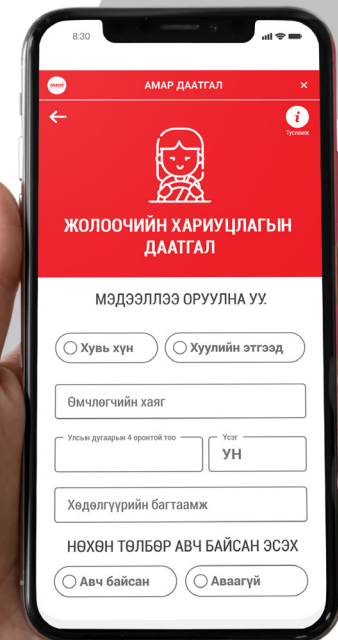 8:30
АМАР ДААТГАЛ
Тусламж
ЖОЛООЧИЙН ХАРИУЦЛАГЫН
ДААТГАЛ
МЭДЭЭЛЛЭЭ ОРУУЛНА УУ.
Хувь хүн
Хуулийн этгээд
Өмчлөгчийн хаяг
Улсын дугаарын 4 оронтой тоо
Үсэг
УН
Хөдөлгүүрийн багтаамж
НӨХӨН ТӨЛБӨР АВЧ БАЙСАН ЭСЭХ
Авч байсан
Аваагүй